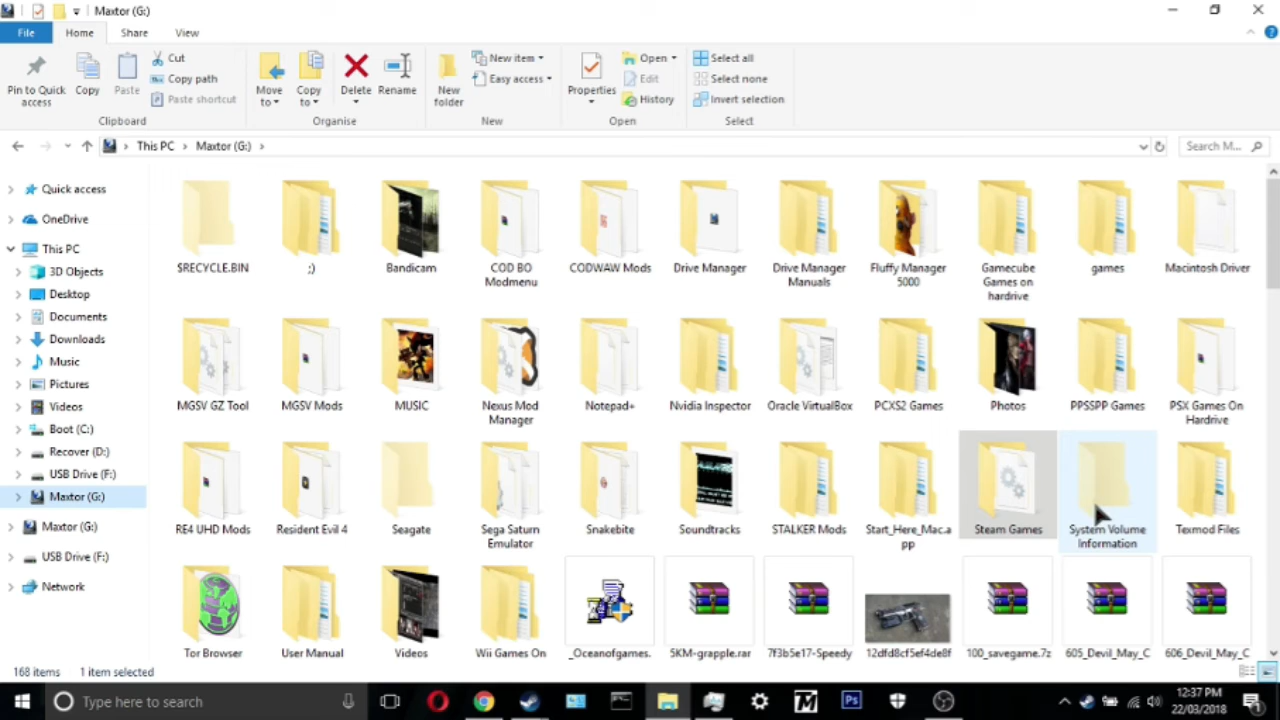 Maxtor (G:)
File Home Share View
Pin to Quick access
Copy
Paste
Cut
Copy path
Paste shortcut
Clipboard
Move to
Copy to
Delete
Rename
Organise
New folder
New item
Easy access
New
Properties
Open
Edit
History
Open
Select all
Select none
Invert selection
Select
This PC > Maxtor (G:) >
Search M...
Quick access
OneDrive
This PC
3D Objects
Desktop
Documents
Downloads
Music
Pictures
Videos
Boot (C:)
Recover (D:)
USB Drive (F:)
Maxtor (G:)
Maxtor (G:)
USB Drive (F:)
Network
$RECYCLE.BIN
;)
Bandicam
COD BO Modmenu
CODWAW Mods
Drive Manager
Drive Manager Manuals
Fluffy Manager 5000
Gamecube Games on hardrive
games
Macintosh Driver
MGSV GZ Tool
MGSV Mods
MUSIC
Nexus Mod Manager
Notepad+
Nvidia Inspector
Oracle VirtualBox
PCXS2 Games
Photos
PPSSPP Games
PSX Games On Hardrive
RE4 UHD Mods
Resident Evil 4
Seagate
Sega Saturn Emulator
Snakebite
Soundtracks
STALKER Mods
Start_Here_Mac.app
Steam Games
System Volume Information
Texmod Files
Tor Browser
User Manual
Videos
Wii Games On
_Oceanofgames.
5KM-grapple.rar
7f3b5e17-Speedy
12dfd8cf5ef4de8f
100_savegame.7z
605_Devil_May_C
606_Devil_May_C
168 items 1 item selected
Type here to search
12:37 PM
22/03/2018